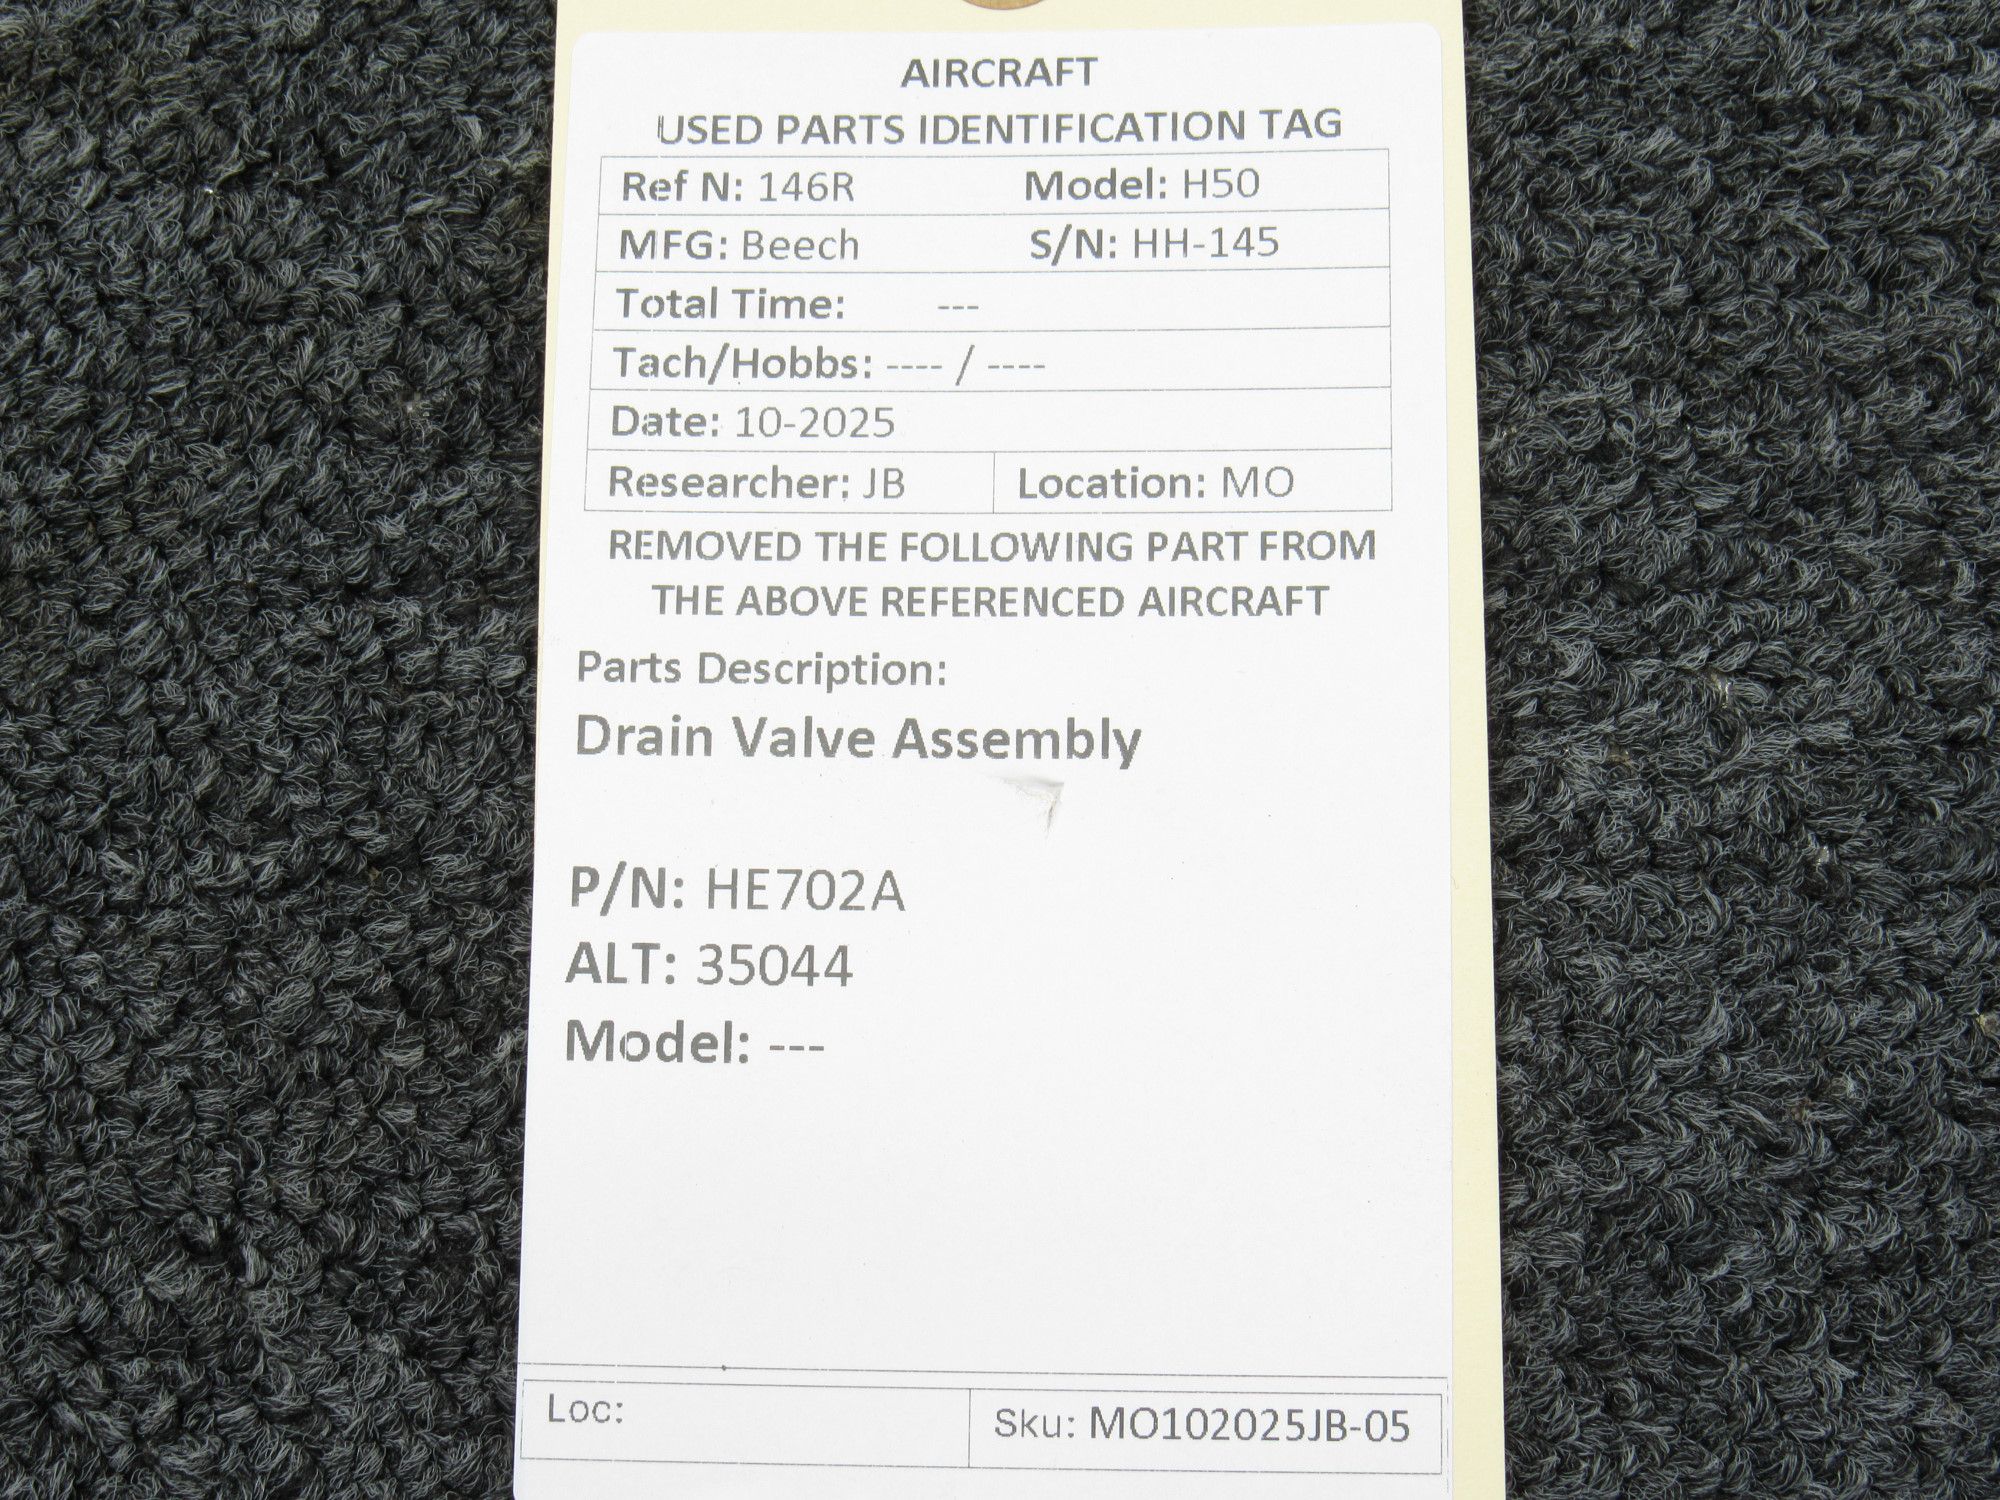 AIRCRAFT
USED PARTS IDENTIFICATION TAG
Ref N: 146R Model: H50
MFG: Beech S/N: HH-145
Total Time: ---
Tach/Hobbs: ---- / ----
Date: 10-2025
Researcher: JB Location: MO
REMOVED THE FOLLOWING PART FROM
THE ABOVE REFERENCED AIRCRAFT
Parts Description:
Drain Valve Assembly
P/N: HE702A
ALT: 35044
Model: ---
Loc: Sku: MO102025JB-05